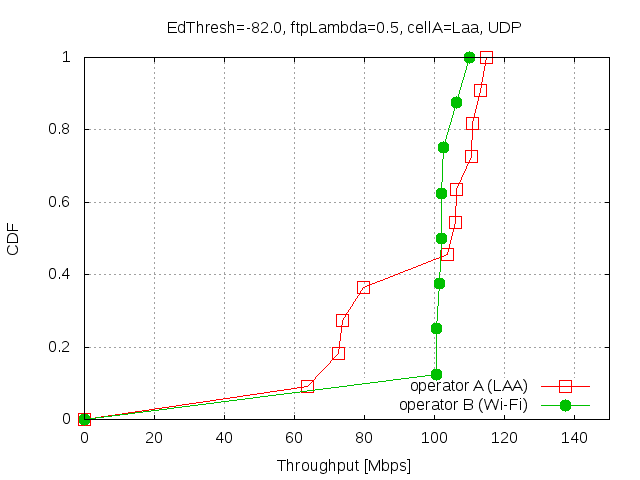 EdThresh=-82.0, ftpLambda=0.5, cellA=Laa, UDP
1
0.8
0.6
0.4
0.2
0
CDF
operator A (LAA)
operator B (Wi-Fi)
0 20 40 60 80 100 120 140
Throughput [Mbps]